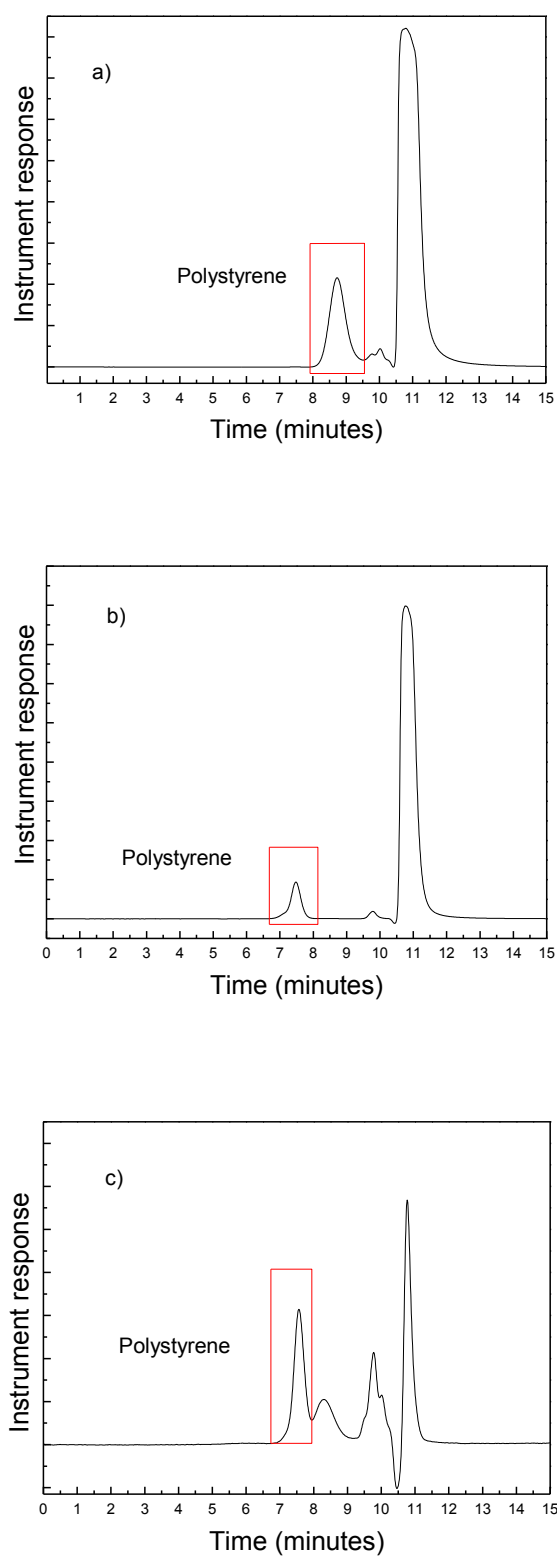 a)
Instrument response
Polystyrene
1 2 3 4 5 6 7 8 9 10 11 12 13 14 15
Time (minutes)
b)
Instrument response
Polystyrene
0 1 2 3 4 5 6 7 8 9 10 11 12 13 14 15
Time (minutes)
c)
Instrument response
Polystyrene
0 1 2 3 4 5 6 7 8 9 10 11 12 13 14 15
Time (minutes)